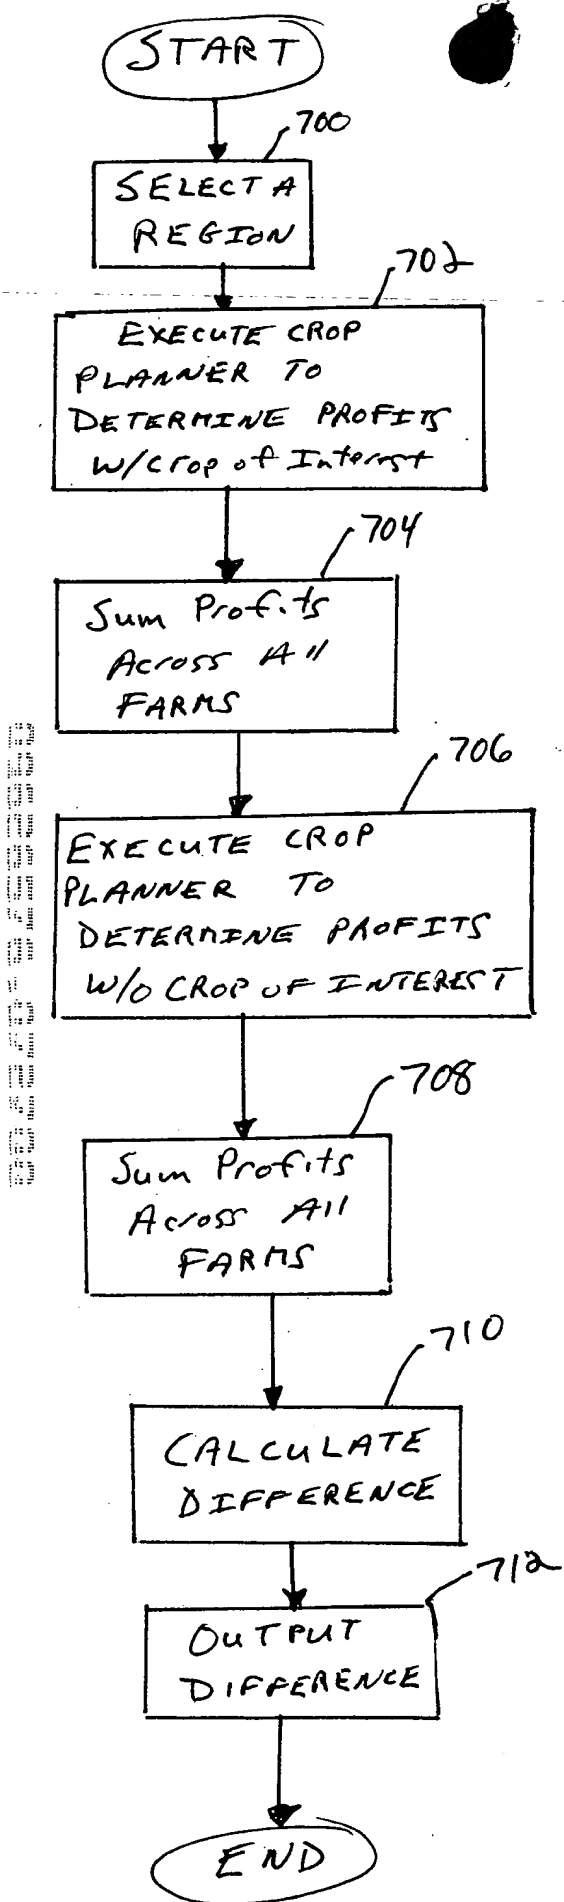 START
700
SELECT A
REGION
702
EXECUTE CROP
PLANNER TO
DETERMINE PROFITS
W/Crop of Interest
704
Sum Profits
Across All
FARMS
706
EXECUTE CROP
PLANNER TO
DETERMINE PROFITS
W/O CROP OF INTEREST
708
Sum Profits
Across All
FARMS
710
CALCULATE
DIFFERENCE
712
OUTPUT
DIFFERENCE
END